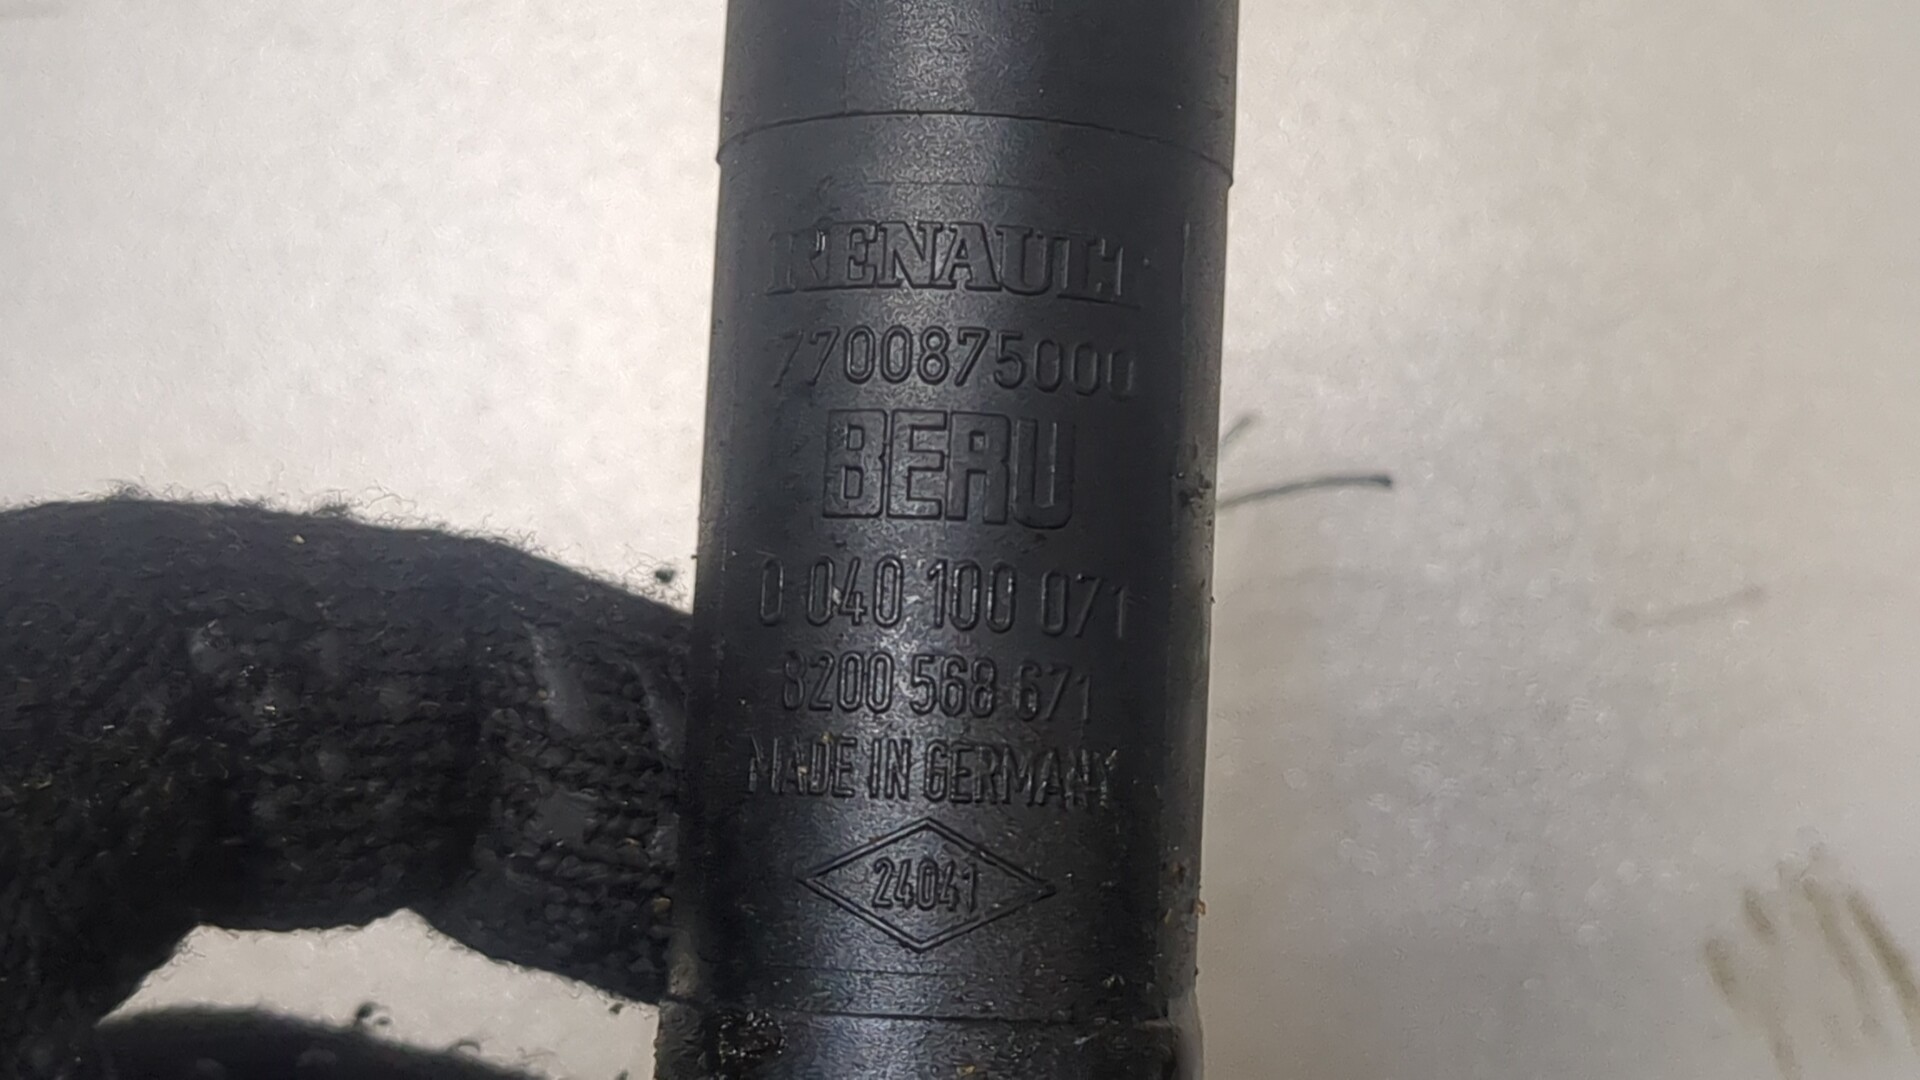 RENAULT
7700875000
BERU
0 040 100 071
8200 568 671
MADE IN GERMANY
24041